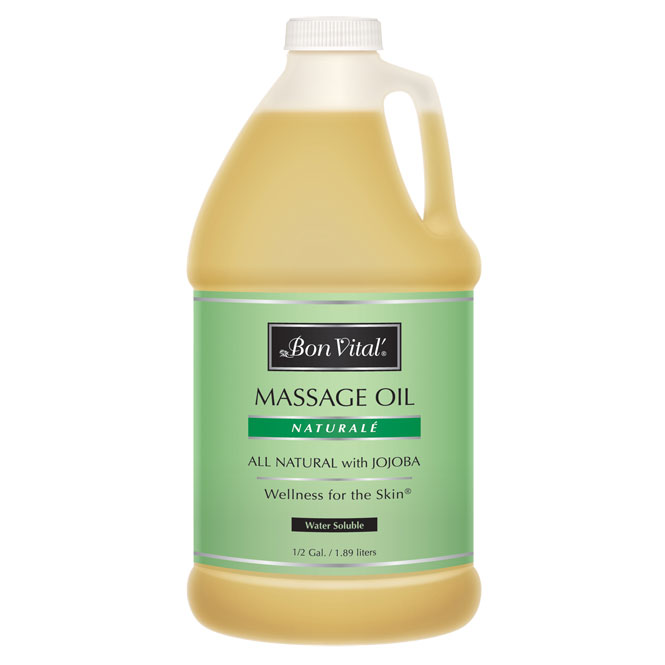 Bon Vital'®
MASSAGE OIL
NATURALÉ
ALL NATURAL with JOJOBA
Wellness for the Skin®
Water Soluble
1/2 Gal. / 1.89 liters